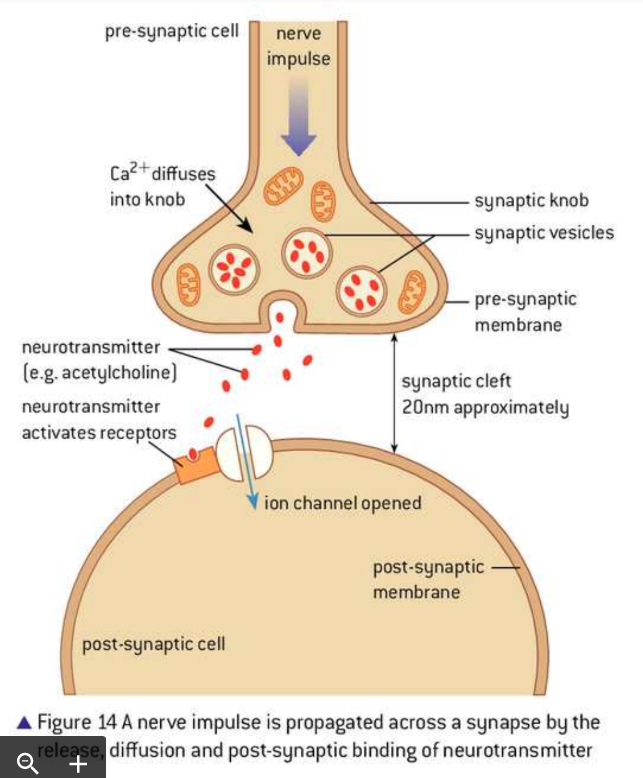 pre-synaptic cell
nerve
impulse
Ca2+ diffuses
into knob
synaptic knob
synaptic vesicles
pre-synaptic
membrane
neurotransmitter
(e.g. acetylcholine)
synaptic cleft
20nm approximately
neurotransmitter
activates receptors
ion channel opened
post-synaptic
membrane
post-synaptic cell
▲ Figure 14 A nerve impulse is propagated across a synapse by the
release, diffusion and post-synaptic binding of neurotransmitter